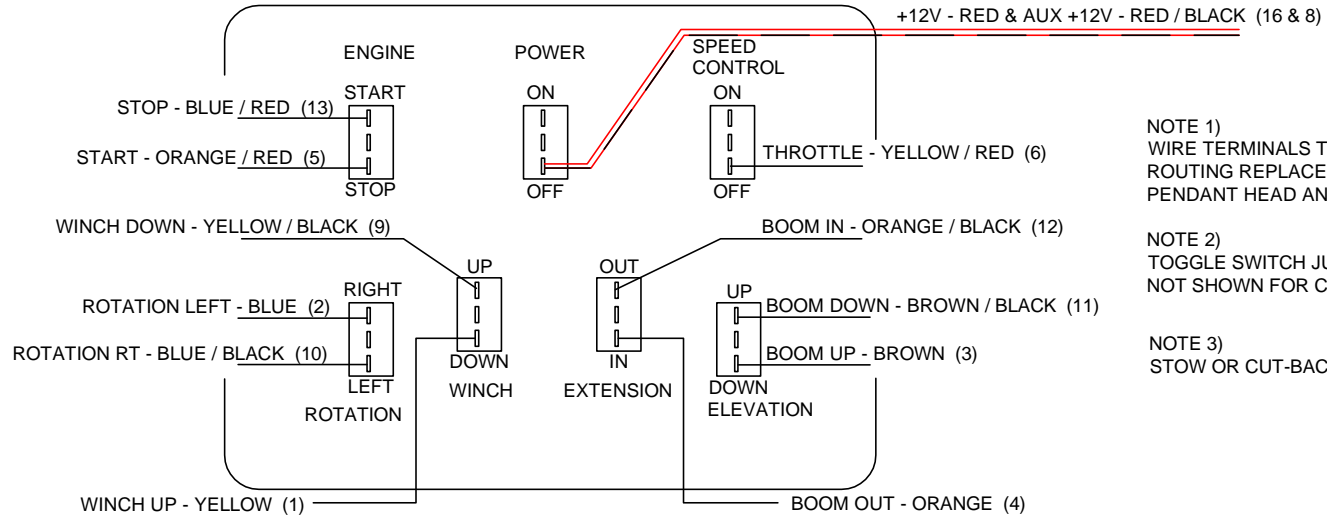 +12V - RED & AUX +12V - RED / BLACK (16 & 8)
ENGINE
POWER
SPEED
CONTROL
START
ON
ON
STOP - BLUE / RED (13)
START - ORANGE / RED (5)
THROTTLE - YELLOW / RED (6)
STOP
OFF
OFF
NOTE 1)
WIRE TERMINALS T
ROUTING REPLACE
PENDANT HEAD AN
WINCH DOWN - YELLOW / BLACK (9)
BOOM IN - ORANGE / BLACK (12)
NOTE 2)
TOGGLE SWITCH JU
NOT SHOWN FOR C
UP
OUT
RIGHT
UP
ROTATION LEFT - BLUE (2)
BOOM DOWN - BROWN / BLACK (11)
ROTATION RT - BLUE / BLACK (10)
BOOM UP - BROWN (3)
NOTE 3)
STOW OR CUT-BAC
DOWN
IN
LEFT
DOWN
WINCH
EXTENSION
ROTATION
ELEVATION
WINCH UP - YELLOW (1)
BOOM OUT - ORANGE (4)